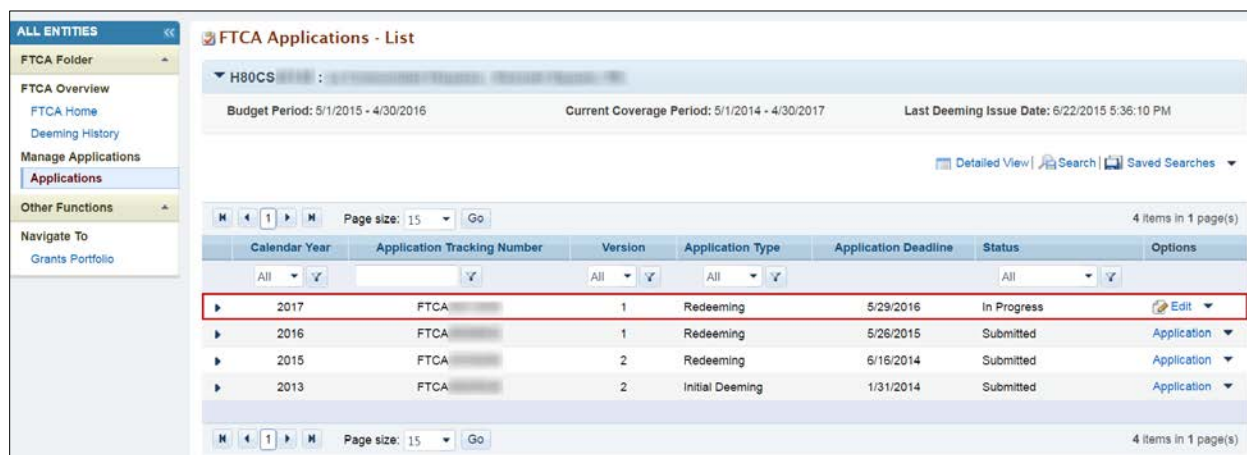 ALL ENTITIES
FTCA Folder
FTCA Overview
FTCA Home
Deeming History
Manage Applications
Applications
Other Functions
Navigate To
Grants Portfolio
FTCA Applications - List
H80CS :
Budget Period: 5/1/2015 - 4/30/2016 Current Coverage Period: 5/1/2014 - 4/30/2017 Last Deeming Issue Date: 6/22/2015 5:36:10 PM
Detailed View | Search | Saved Searches
1 Page size: 15 Go 4 items in 1 page(s)
Calendar Year Application Tracking Number Version Application Type Application Deadline Status Options
All All All All
2017 FTCA 1 Redeeming 5/29/2016 In Progress Edit
2016 FTCA 1 Redeeming 5/26/2015 Submitted Application
2015 FTCA 2 Redeeming 6/16/2014 Submitted Application
2013 FTCA 2 Initial Deeming 1/31/2014 Submitted Application
1 Page size: 15 Go 4 items in 1 page(s)